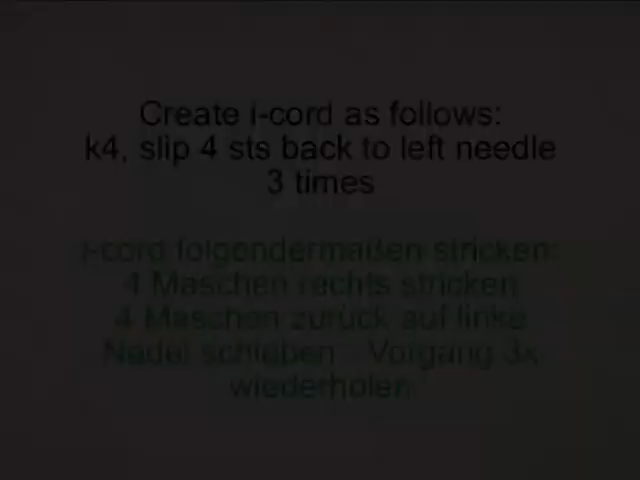 Create I-cord as follows:
k4, slip 4 sts back to left needle
3 times
I-cord folgendermaßen stricken:
4 Maschen rechts stricken
4 Maschen zurück auf linke
Nadel schieben - Vorgang 3x
wiederholen